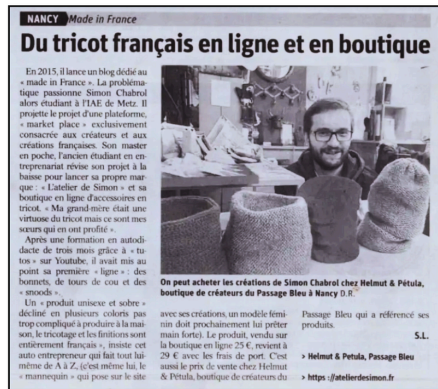 NANCY Made in France
Du tricot français en ligne et en boutique
En 2015, il lance un blog dédié au
« made in France ». La probléma-
tique passionne Simon Chabrol
alors étudiant à l'IAE de Metz. Il
projette le projet d'une plateforme,
« market place » exclusivement
consacrée aux créateurs et aux
créations françaises. Son master
en poche, l'ancien étudiant en en-
treprenariat révise son projet à la
baisse pour lancer sa propre mar-
que : « L'atelier de Simon » et sa
boutique en ligne d'accessoires en
tricot. « Ma grand-mère était une
virtuose du tricot mais ce sont mes
sœurs qui en ont profité ».
Après une formation en autodi-
dacte de trois mois grâce à « tu-
tos » sur Youtube, il avait mis au
point sa première « ligne » : des
bonnets, de tours de cou et des
« snoods ».
Un « produit unisexe et sobre »
décliné en plusieurs coloris pas
trop compliqué à produire à la mai-
son, le tricotage et les finitions sont
entièrement français », insiste cet
auto entrepreneur qui fait tout lui-
même de A à Z, (c'est même lui, le
« mannequin » qui pose sur le site
On peut acheter les créations de Simon Chabrol chez Helmut & Pétula,
boutique de créateurs du Passage Bleu à Nancy D.R.
avec ses créations, un modèle fémi-
nin doit prochainement lui prêter
main forte). Le produit, vendu sur
la boutique en ligne 25 €, revient à
29 € avec les frais de port. C'est
aussi le prix de vente chez Helmut
& Pétula, boutique de créateurs du
Passage Bleu qui a référencé ses
produits.
S.L.
> Helmut & Petula, Passage Bleu
> https://atelierdesimon.fr